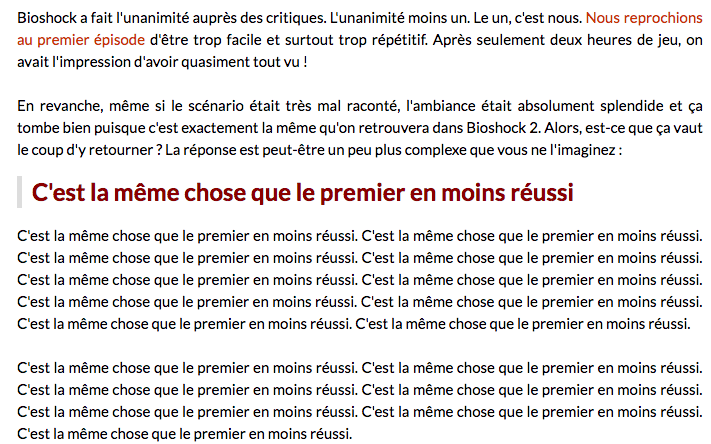 Bioshock a fait l'unanimité auprès des critiques. L'unanimité moins un. Le un, c'est nous. Nous reprochions
au premier épisode d'être trop facile et surtout trop répétitif. Après seulement deux heures de jeu, on
avait l'impression d'avoir quasiment tout vu !
En revanche, même si le scénario était très mal raconté, l'ambiance était absolument splendide et ça
tombe bien puisque c'est exactement la même qu'on retrouvera dans Bioshock 2. Alors, est-ce que ça vaut
le coup d'y retourner ? La réponse est peut-être un peu plus complexe que vous ne l'imaginez :
C'est la même chose que le premier en moins réussi
C'est la même chose que le premier en moins réussi. C'est la même chose que le premier en moins réussi.
C'est la même chose que le premier en moins réussi. C'est la même chose que le premier en moins réussi.
C'est la même chose que le premier en moins réussi. C'est la même chose que le premier en moins réussi.
C'est la même chose que le premier en moins réussi. C'est la même chose que le premier en moins réussi.
C'est la même chose que le premier en moins réussi. C'est la même chose que le premier en moins réussi.
C'est la même chose que le premier en moins réussi. C'est la même chose que le premier en moins réussi.
C'est la même chose que le premier en moins réussi. C'est la même chose que le premier en moins réussi.
C'est la même chose que le premier en moins réussi. C'est la même chose que le premier en moins réussi.
C'est la même chose que le premier en moins réussi.